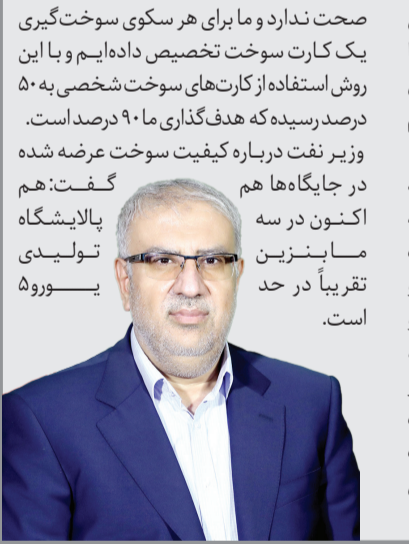 صحت ندارد و ما برای هر سکوی سوخت‌گیری
یک کارت سوخت تخصیص داده‌ایم و با این
روش استفاده از کارت‌های سوخت شخصی به ۵۰
درصد رسیده که هدف‌گذاری ما ۹۰ درصد است.
وزیر نفت درباره کیفیت سوخت عرضه شده
در جایگاه‌ها هم گفت: هم
اکنون در سه پالایشگاه
ما بنزین تولیدی
تقریباً در حد یورو۵
است.